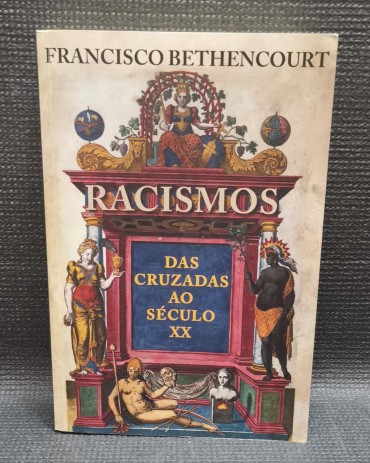 FRANCISCO BETHENCOURT
RACISMOS
DAS
CRUZADAS
AO
SÉCULO
XX